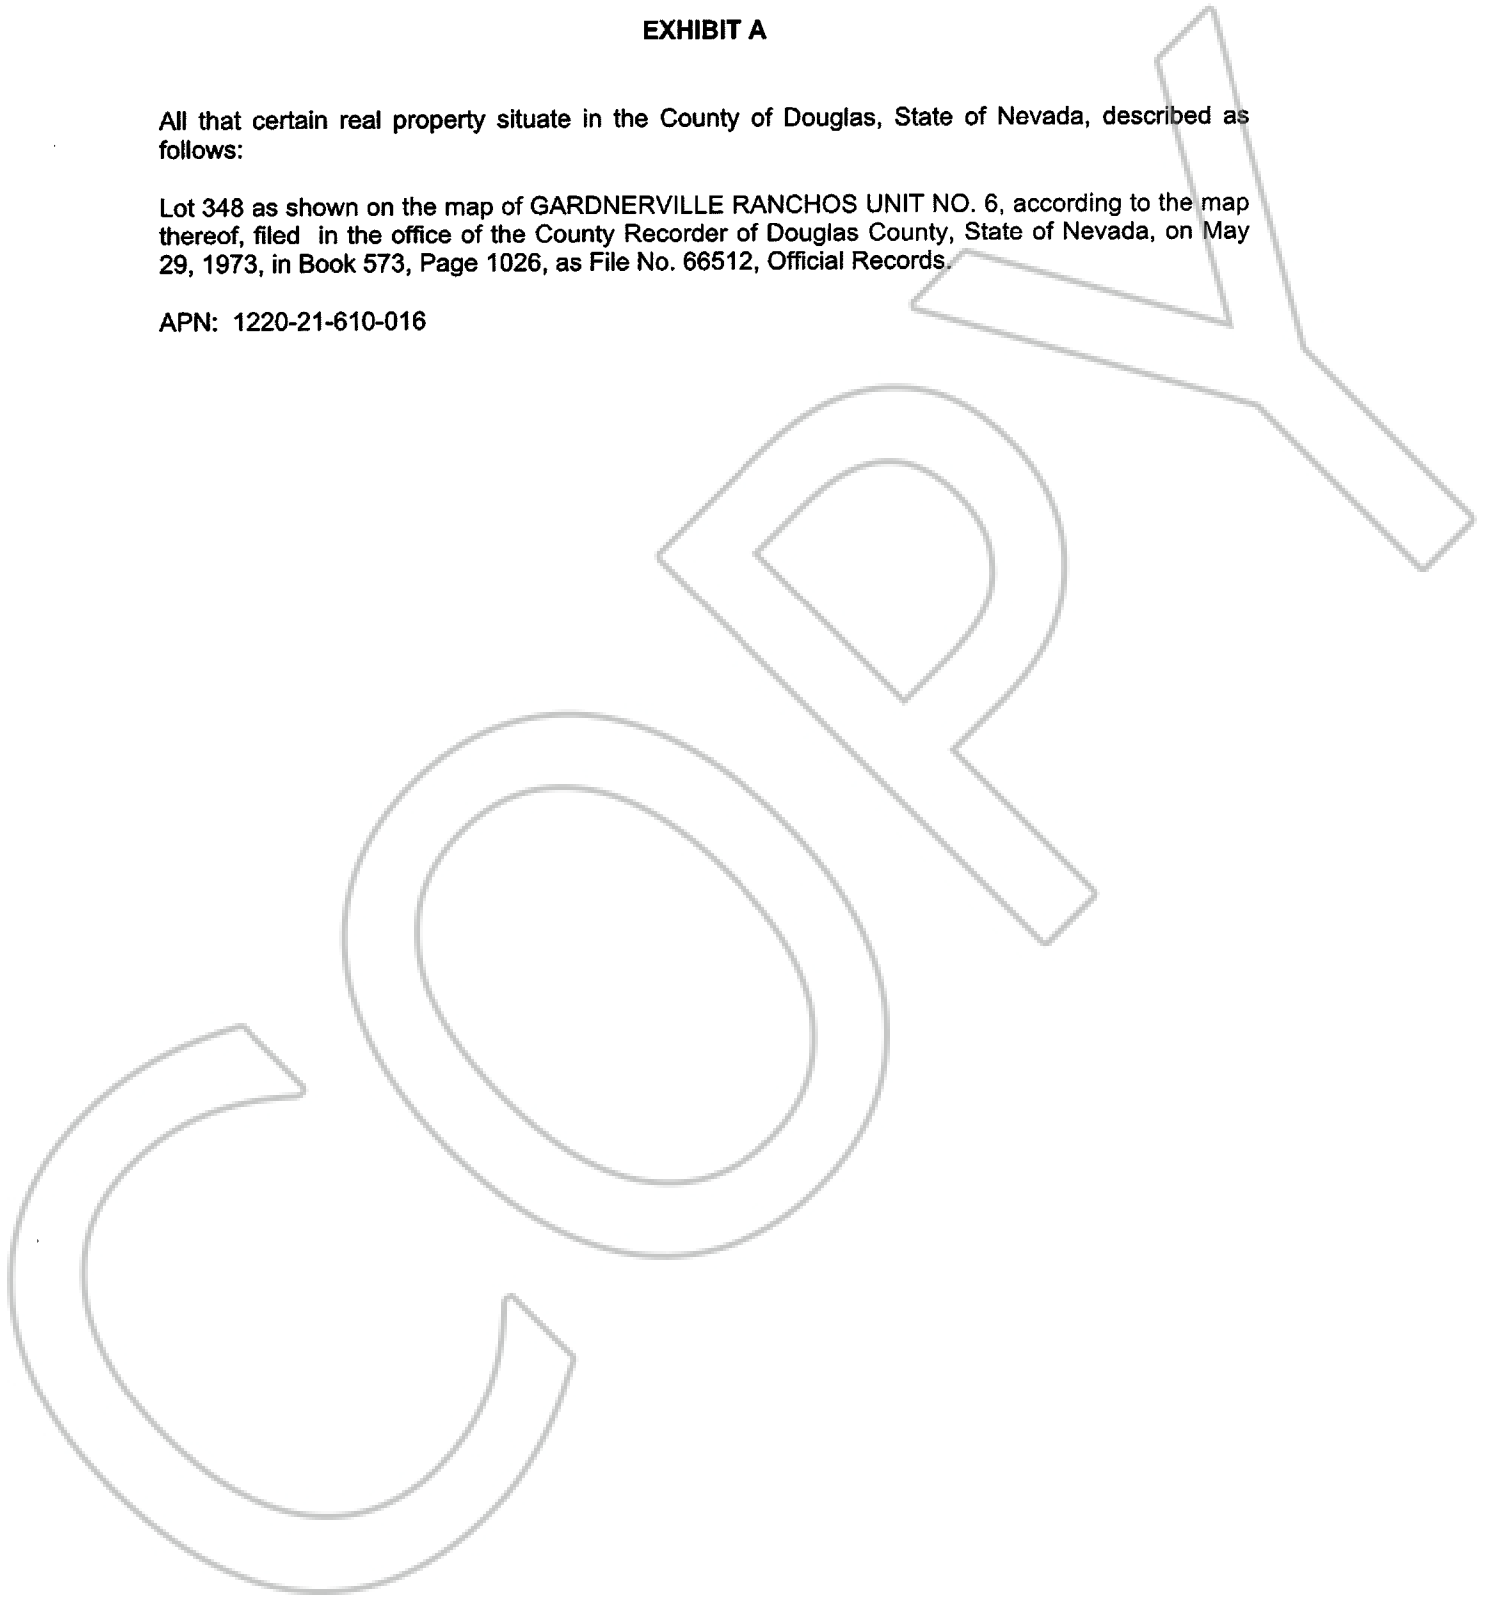 EXHIBIT A
All that certain real property situate in the County of Douglas, State of Nevada, described as
follows:
Lot 348 as shown on the map of GARDNERVILLE RANCHOS UNIT NO. 6, according to the map
thereof, filed in the office of the County Recorder of Douglas County, State of Nevada, on May
29, 1973, in Book 573, Page 1026, as File No. 66512, Official Records.
APN: 1220-21-610-016
COPY